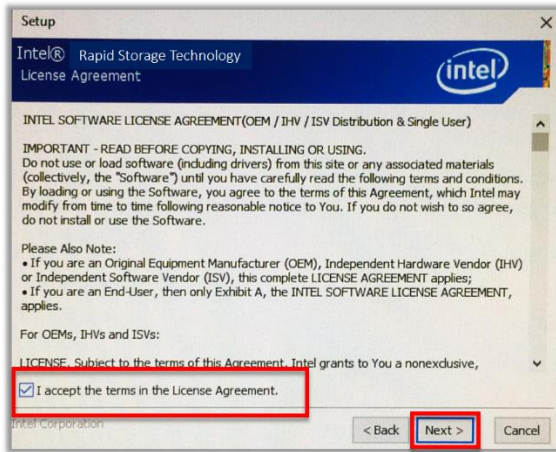 Setup
Intel® Rapid Storage Technology
License Agreement
intel
INTEL SOFTWARE LICENSE AGREEMENT(OEM / IHV / ISV Distribution & Single User)
IMPORTANT - READ BEFORE COPYING, INSTALLING OR USING.
Do not use or load software (including drivers) from this site or any associated materials
(collectively, the "Software") until you have carefully read the following terms and conditions.
By loading or using the Software, you agree to the terms of this Agreement, which Intel may
modify from time to time following reasonable notice to You. If you do not wish to so agree,
do not install or use the Software.
Please Also Note:
• If you are an Original Equipment Manufacturer (OEM), Independent Hardware Vendor (IHV)
or Independent Software Vendor (ISV), this complete LICENSE AGREEMENT applies;
• If you are an End-User, then only Exhibit A, the INTEL SOFTWARE LICENSE AGREEMENT,
applies.
For OEMs, IHVs and ISVs:
LICENSE. Subject to the terms of this Agreement, Intel grants to You a nonexclusive,
I accept the terms in the License Agreement.
Intel Corporation
< Back Next > Cancel